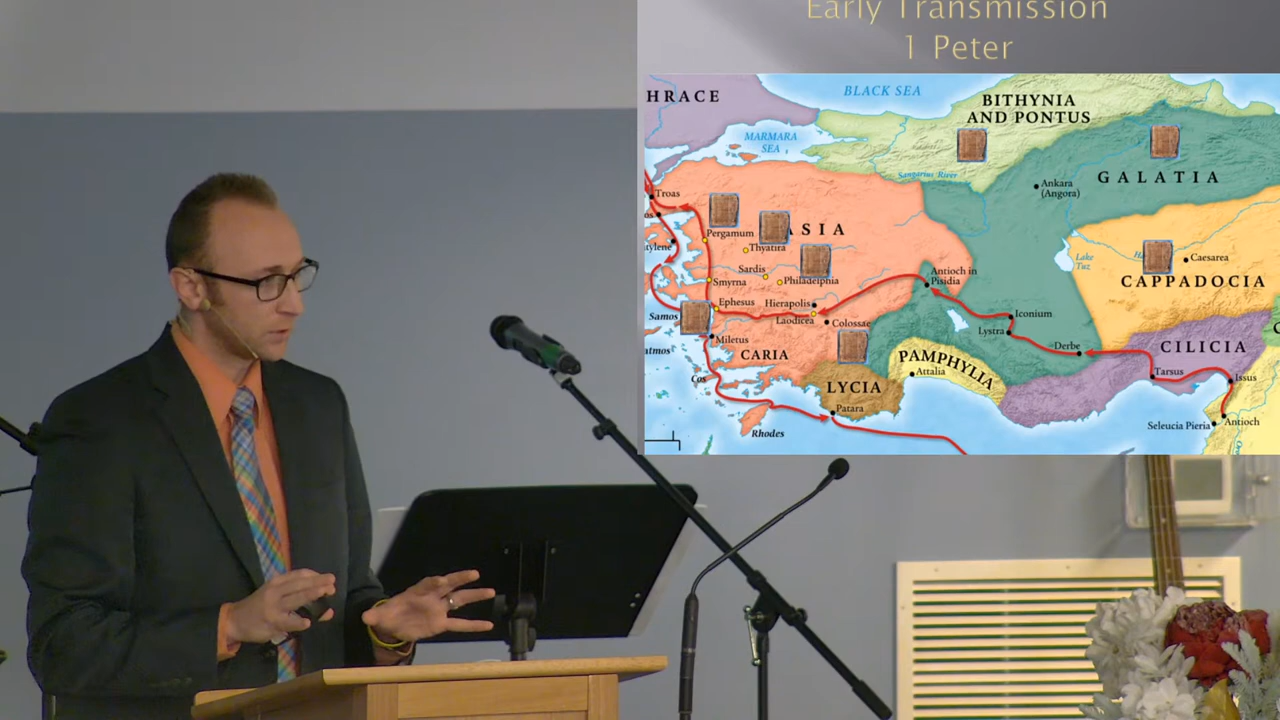 Early Transmission
1 Peter
BLACK SEA
HRACE
BITHYNIA
AND PONTUS
MARMARA
SEA
Sangarius River
GALATIA
Ankara
(Angora)
Troas
Pergamum
ASIA
Thyatira
Lake
Tuz
Caesarea
CAPPADOCIA
Sardis
Philadelphia
Smyrna
Antioch in
Pisidia
Ephesus
Hierapolis
Laodicea
Colossae
Samos
Iconium
Lystra
Miletus
Derbe
CILICIA
CARIA
PAMPHYLIA
Attalia
LYCIA
Tarsus
Issus
Cos
Patara
Rhodes
Seleucia Pieria
Antioch